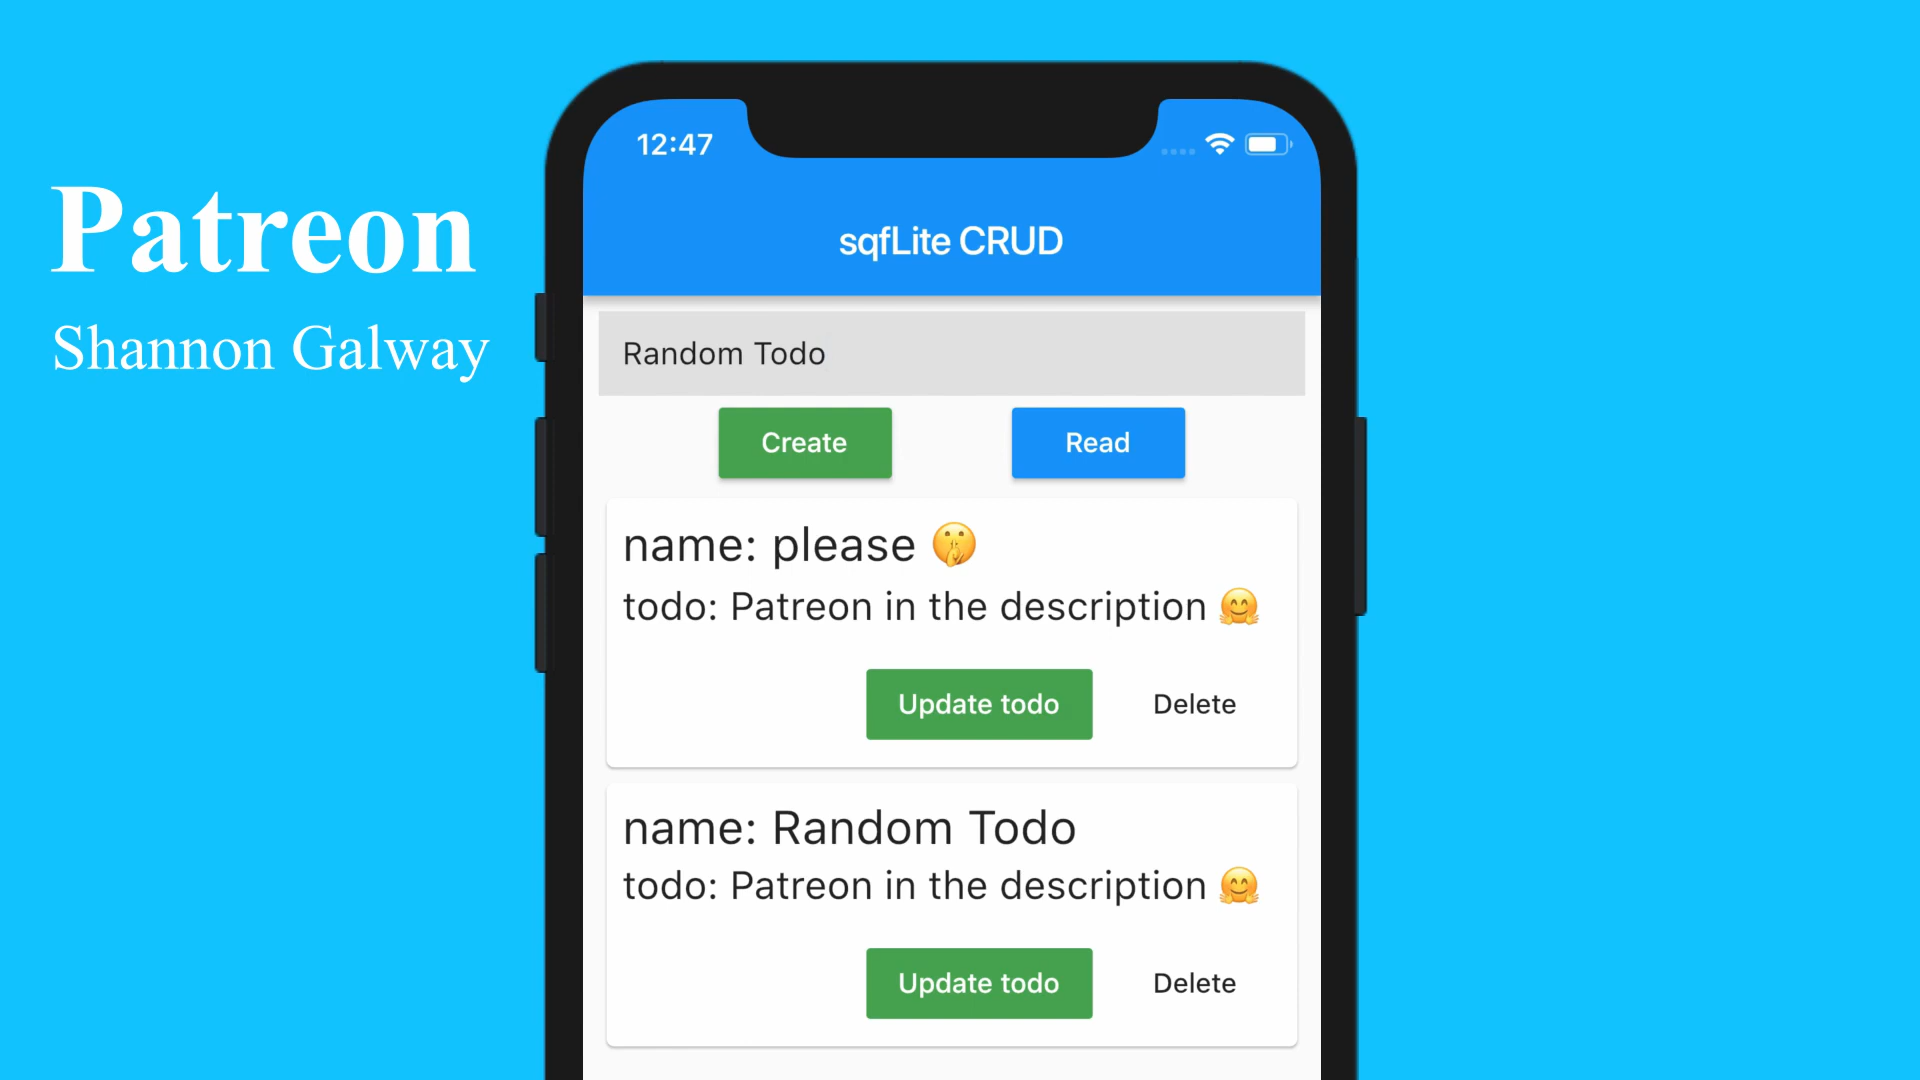 Patreon
Shannon Galway
12:47
sqfLite CRUD
Random Todo
Create
Read
name: please 🤫
todo: Patreon in the description 🤗
Update todo
Delete
name: Random Todo
todo: Patreon in the description 🤗
Update todo
Delete